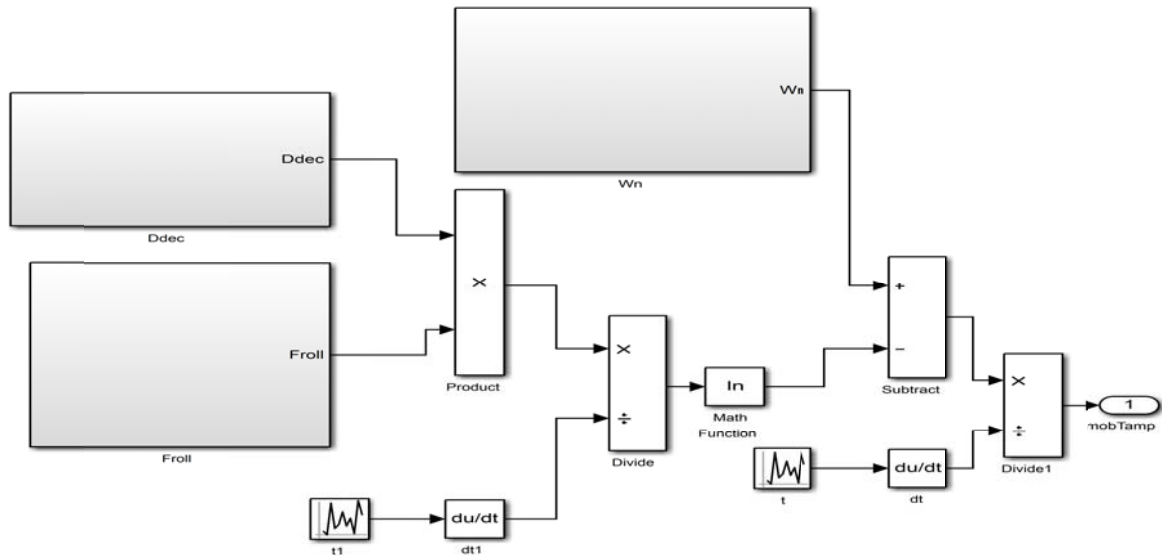 Wn
Wn
Ddec
Ddec
Froll
Froll
×
Product
×
÷
Divide
ln
Math
Function
+
−
Subtract
×
÷
Divide1
1
mobTamp
t
du/dt
dt
t1
du/dt
dt1